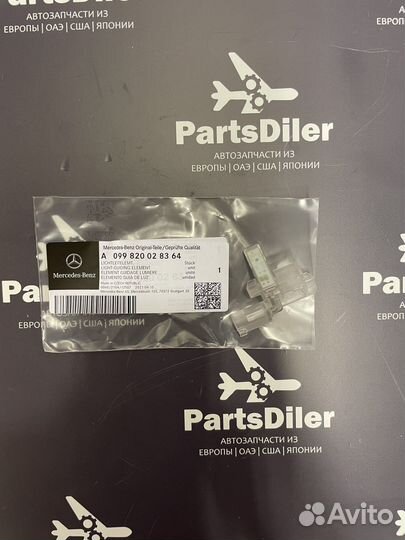 АВТОЗАПЧАСТИ ИЗ
ЕВРОПЫ | ОАЭ | США | ЯПОНИИ
PartsDiler
АВТОЗАПЧАСТИ ИЗ
ЕВРОПЫ | ОАЭ | США | ЯПОНИИ
Mercedes-Benz
Mercedes-Benz Original-Teile/Geprüfte Qualität
A 099 820 02 83 64
LICHTLEITELEMT. Stück
LIGHT-GUIDING ELEMENT unit
ELEMENT GUIDAGE LUMIERE unité
ELEMENTO GUIA DE LUZ unidad
1
Made in CZECH REPUBLIC
PartsDiler
АВТОЗАПЧАСТИ ИЗ
ЕВРОПЫ | ОАЭ | США | ЯПОНИИ
Avito